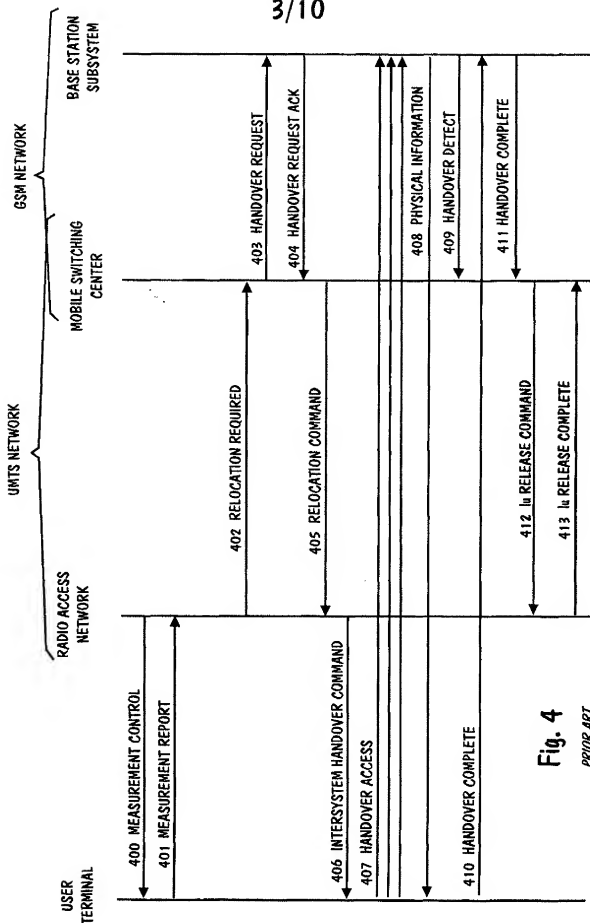 3/10
UMTS NETWORK
GSM NETWORK
USER
TERMINAL
RADIO ACCESS
NETWORK
MOBILE SWITCHING
CENTER
BASE STATION
SUBSYSTEM
400 MEASUREMENT CONTROL
401 MEASUREMENT REPORT
402 RELOCATION REQUIRED
403 HANDOVER REQUEST
404 HANDOVER REQUEST ACK
405 RELOCATION COMMAND
406 INTERSYSTEM HANDOVER COMMAND
407 HANDOVER ACCESS
408 PHYSICAL INFORMATION
409 HANDOVER DETECT
410 HANDOVER COMPLETE
411 HANDOVER COMPLETE
412 Iu RELEASE COMMAND
413 Iu RELEASE COMPLETE
Fig. 4
PRIOR ART